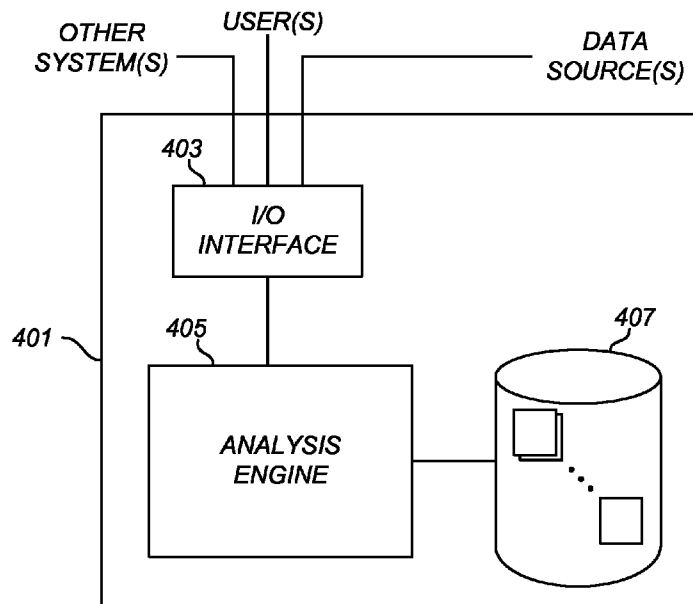 OTHER
SYSTEM(S)
USER(S)
DATA
SOURCE(S)
403
I/O
INTERFACE
401
405
407
ANALYSIS
ENGINE